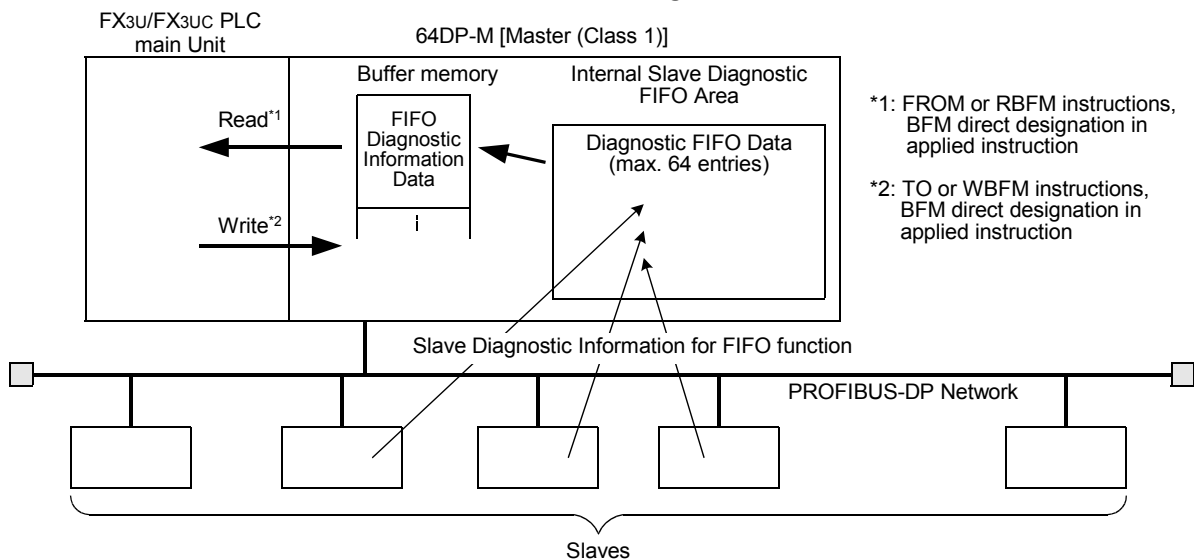 FX3U/FX3UC PLC
main Unit
64DP-M [Master (Class 1)]
Buffer memory
Internal Slave Diagnostic
FIFO Area
Read*1
FIFO
Diagnostic
Information
Data
Diagnostic FIFO Data
(max. 64 entries)
Write*2
*1: FROM or RBFM instructions,
BFM direct designation in
applied instruction
*2: TO or WBFM instructions,
BFM direct designation in
applied instruction
Slave Diagnostic Information for FIFO function
PROFIBUS-DP Network
Slaves